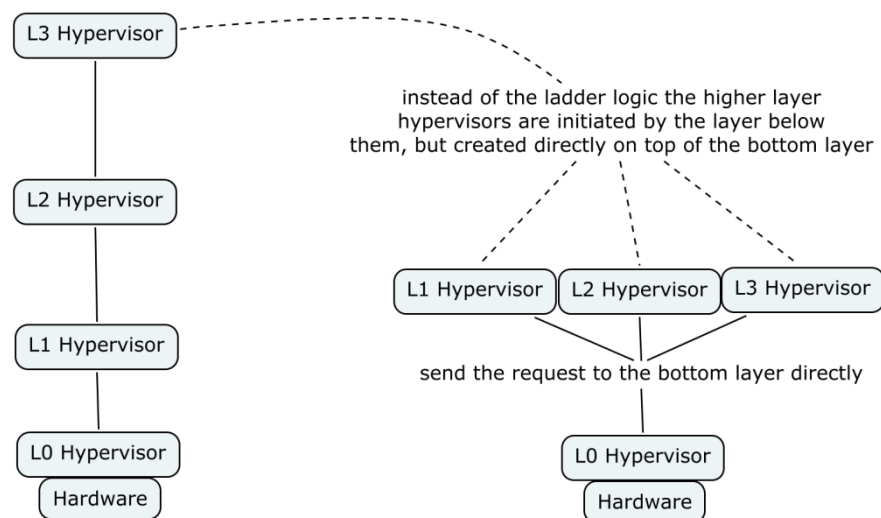 L3 Hypervisor
L2 Hypervisor
L1 Hypervisor
L0 Hypervisor
Hardware
instead of the ladder logic the higher layer
hypervisors are initiated by the layer below
them, but created directly on top of the bottom layer
L1 Hypervisor
L2 Hypervisor
L3 Hypervisor
send the request to the bottom layer directly
L0 Hypervisor
Hardware